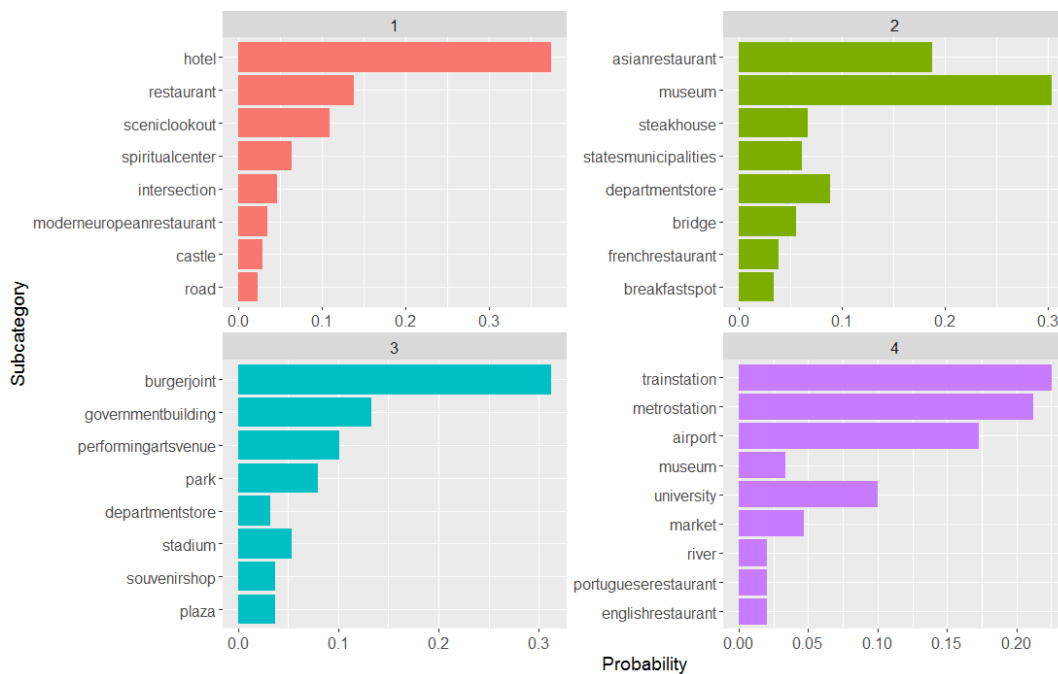 1
hotel
restaurant
sceniclookout
spiritualcenter
intersection
moderneuropeanrestaurant
castle
road
0.0 0.1 0.2 0.3
2
asianrestaurant
museum
steakhouse
statesmunicipalities
departmentstore
bridge
frenchrestaurant
breakfastspot
0.0 0.1 0.2 0.3
Subcategory
3
burgerjoint
governmentbuilding
performingartsvenue
park
departmentstore
stadium
souvenirshop
plaza
0.0 0.1 0.2 0.3
4
trainstation
metrostation
airport
museum
university
market
river
portugueserestaurant
englishrestaurant
0.00 0.05 0.10 0.15 0.20
Probability